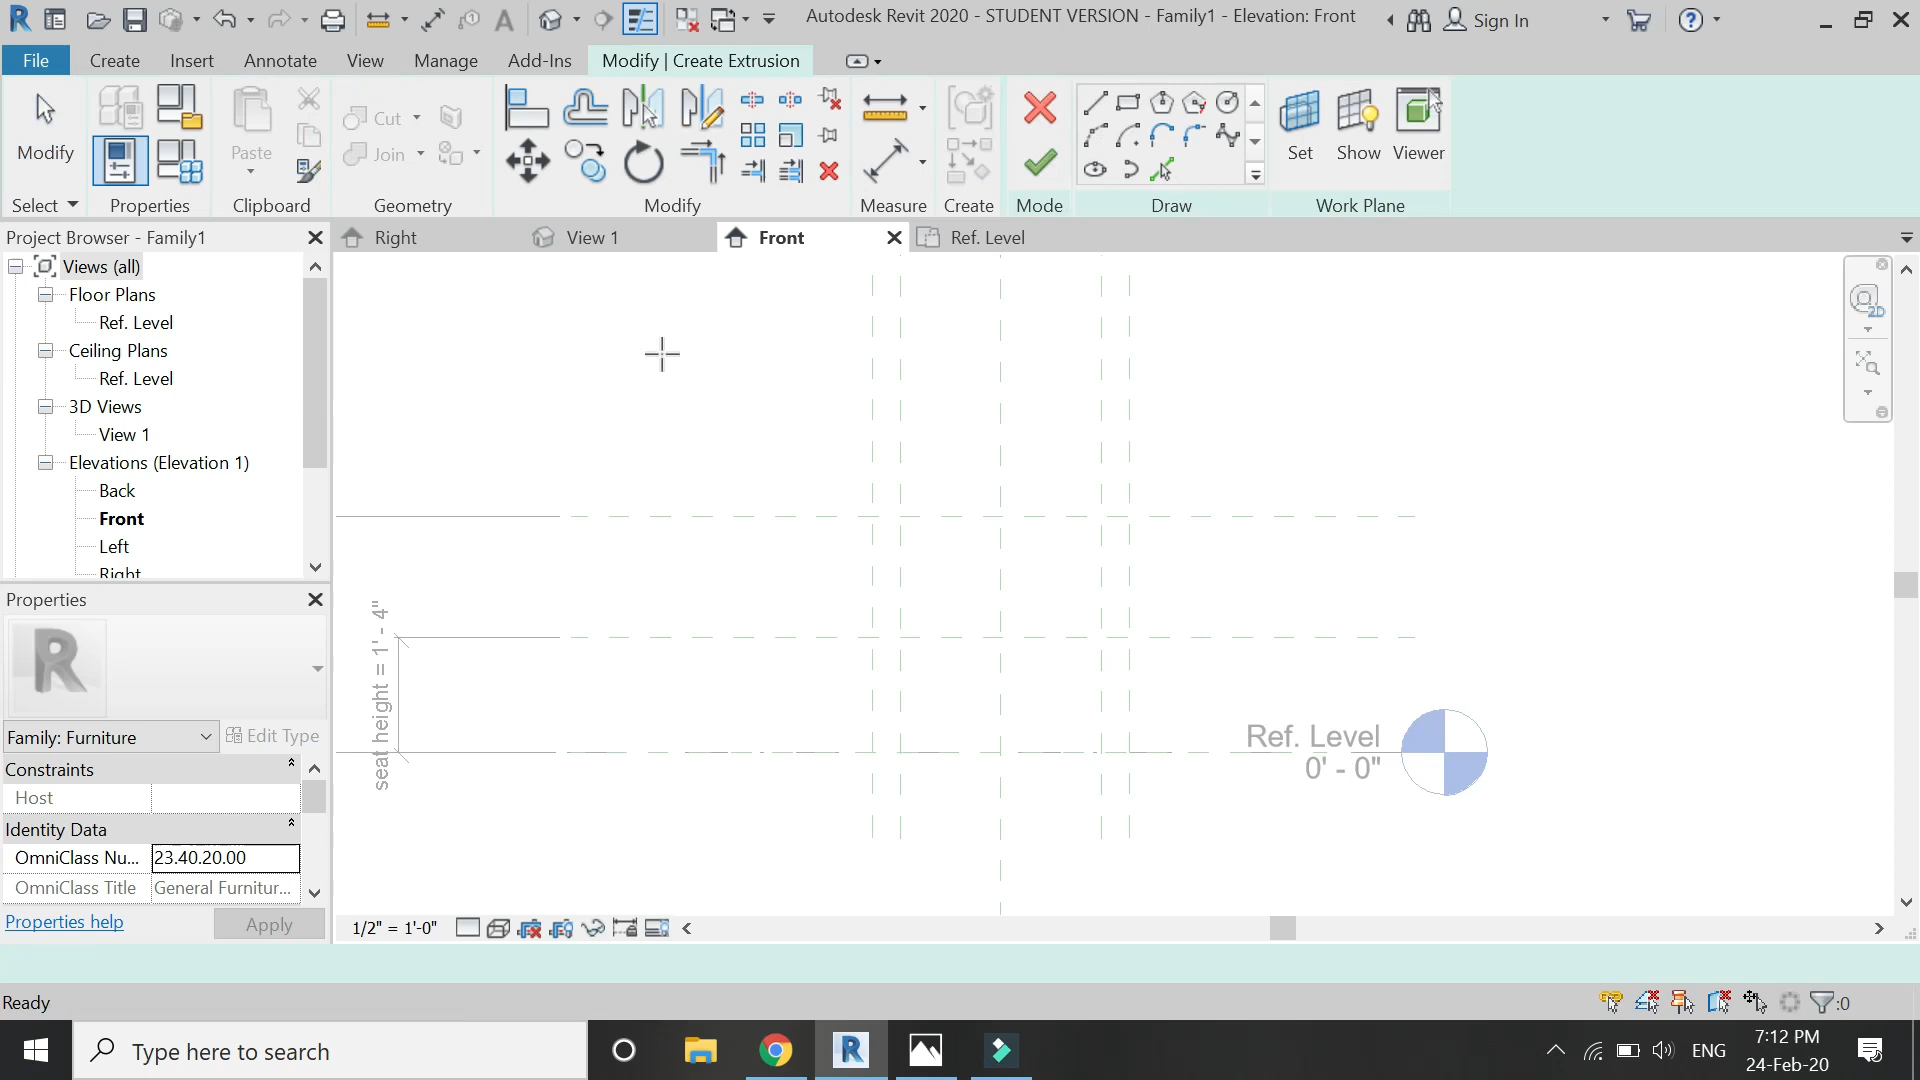 Autodesk Revit 2020 - STUDENT VERSION - Family1 - Elevation: Front
Sign In
File Create Insert Annotate View Manage Add-Ins Modify | Create Extrusion
Modify
Paste
Cut
Join
Set Show Viewer
Select Properties Clipboard Geometry Modify Measure Create Mode Draw Work Plane
Project Browser - Family1
Right View 1 Front Ref. Level
Views (all)
Floor Plans
Ref. Level
Ceiling Plans
Ref. Level
3D Views
View 1
Elevations (Elevation 1)
Back
Front
Left
Right
Properties
R
Family: Furniture Edit Type
Constraints
Host
Identity Data
OmniClass Nu... 23.40.20.00
OmniClass Title General Furnitur...
Properties help Apply
seat height = 1' - 4"
Ref. Level
0' - 0"
1/2" = 1'-0"
Ready
:0
Type here to search
ENG
7:12 PM
24-Feb-20